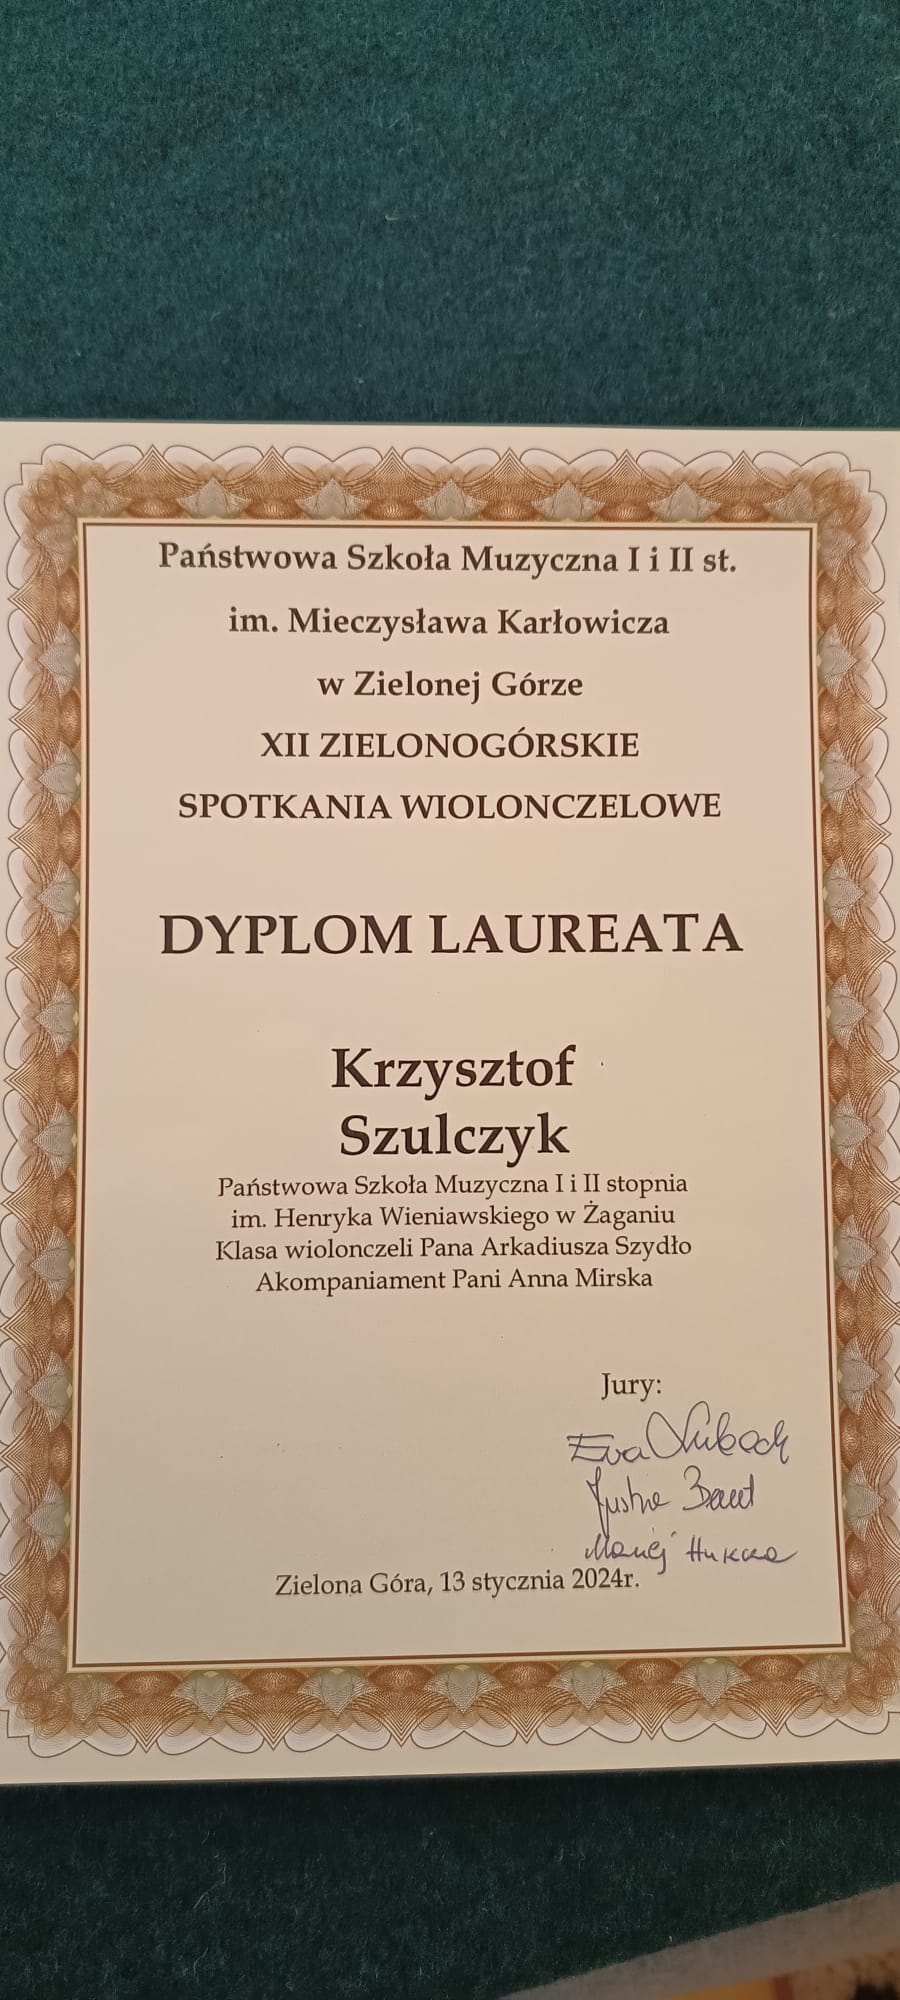 Państwowa Szkoła Muzyczna I i II st.
im. Mieczysława Karłowicza
w Zielonej Górze
XII ZIELONOGÓRSKIE
SPOTKANIA WIOLONCZELOWE
DYPLOM LAUREATA
Krzysztof
Szulczyk
Państwowa Szkoła Muzyczna I i II stopnia
im. Henryka Wieniawskiego w Żaganiu
Klasa wiolonczeli Pana Arkadiusza Szydło
Akompaniament Pani Anna Mirska
Jury:
Eva
Maciej
Zielona Góra, 13 stycznia 2024r.